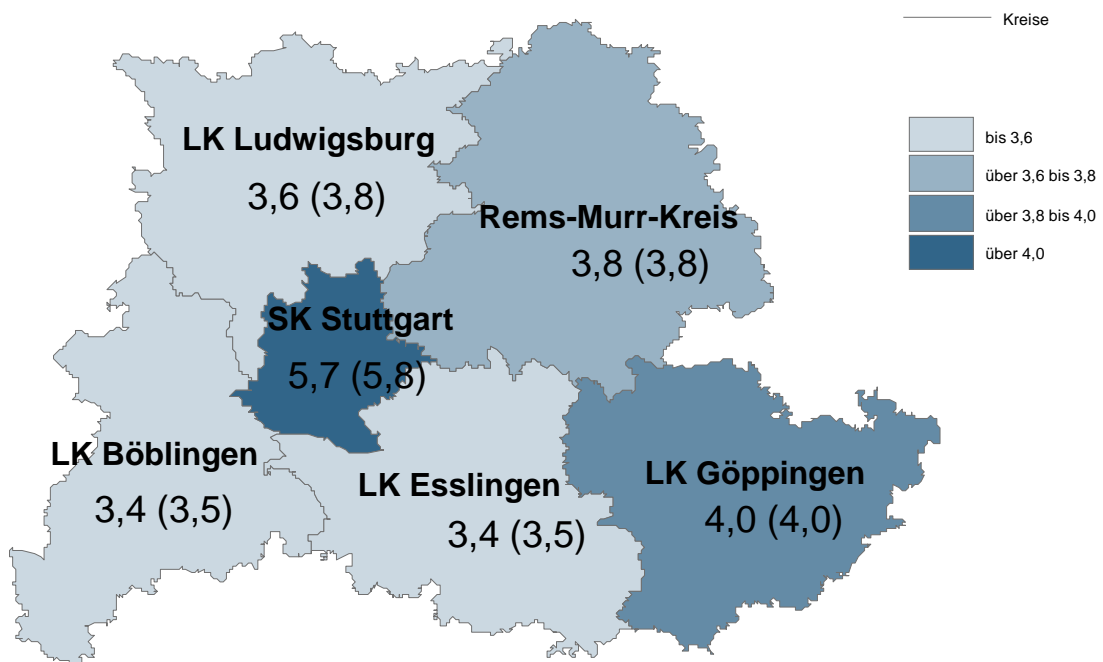 Kreise
bis 3,6
über 3,6 bis 3,8
über 3,8 bis 4,0
über 4,0
LK Ludwigsburg
3,6 (3,8)
Rems-Murr-Kreis
3,8 (3,8)
SK Stuttgart
5,7 (5,8)
LK Böblingen
3,4 (3,5)
LK Esslingen
3,4 (3,5)
LK Göppingen
4,0 (4,0)